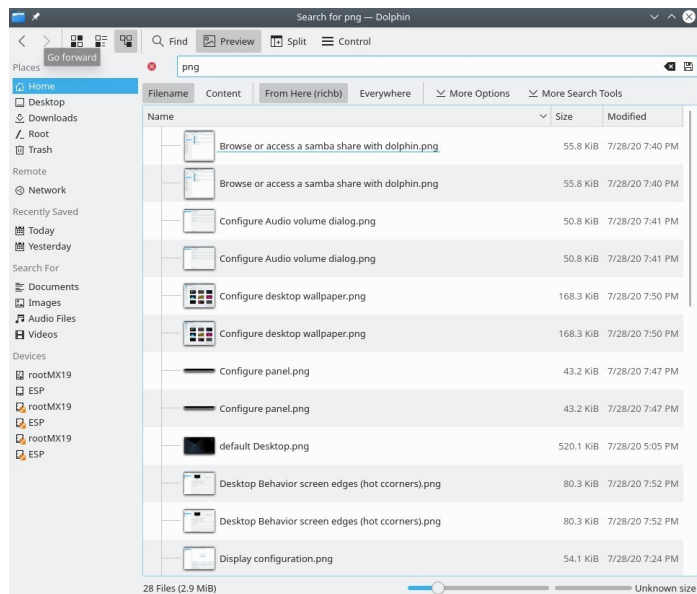 Search for png — Dolphin
Find Preview Split Control
Go forward
Places
Home
Desktop
Downloads
Root
Trash
Remote
Network
Recently Saved
Today
Yesterday
Search For
Documents
Images
Audio Files
Videos
Devices
rootMX19
ESP
rootMX19
ESP
rootMX19
ESP
png
Filename Content From Here (richb) Everywhere More Options More Search Tools
Name Size Modified
Browse or access a samba share with dolphin.png 55.8 KiB 7/28/20 7:40 PM
Browse or access a samba share with dolphin.png 55.8 KiB 7/28/20 7:40 PM
Configure Audio volume dialog.png 50.8 KiB 7/28/20 7:41 PM
Configure Audio volume dialog.png 50.8 KiB 7/28/20 7:41 PM
Configure desktop wallpaper.png 168.3 KiB 7/28/20 7:50 PM
Configure desktop wallpaper.png 168.3 KiB 7/28/20 7:50 PM
Configure panel.png 43.2 KiB 7/28/20 7:47 PM
Configure panel.png 43.2 KiB 7/28/20 7:47 PM
default Desktop.png 520.1 KiB 7/28/20 5:05 PM
Desktop Behavior screen edges (hot ccorners).png 80.3 KiB 7/28/20 7:52 PM
Desktop Behavior screen edges (hot ccorners).png 80.3 KiB 7/28/20 7:52 PM
Display configuration.png 54.1 KiB 7/28/20 7:24 PM
28 Files (2.9 MiB) Unknown size